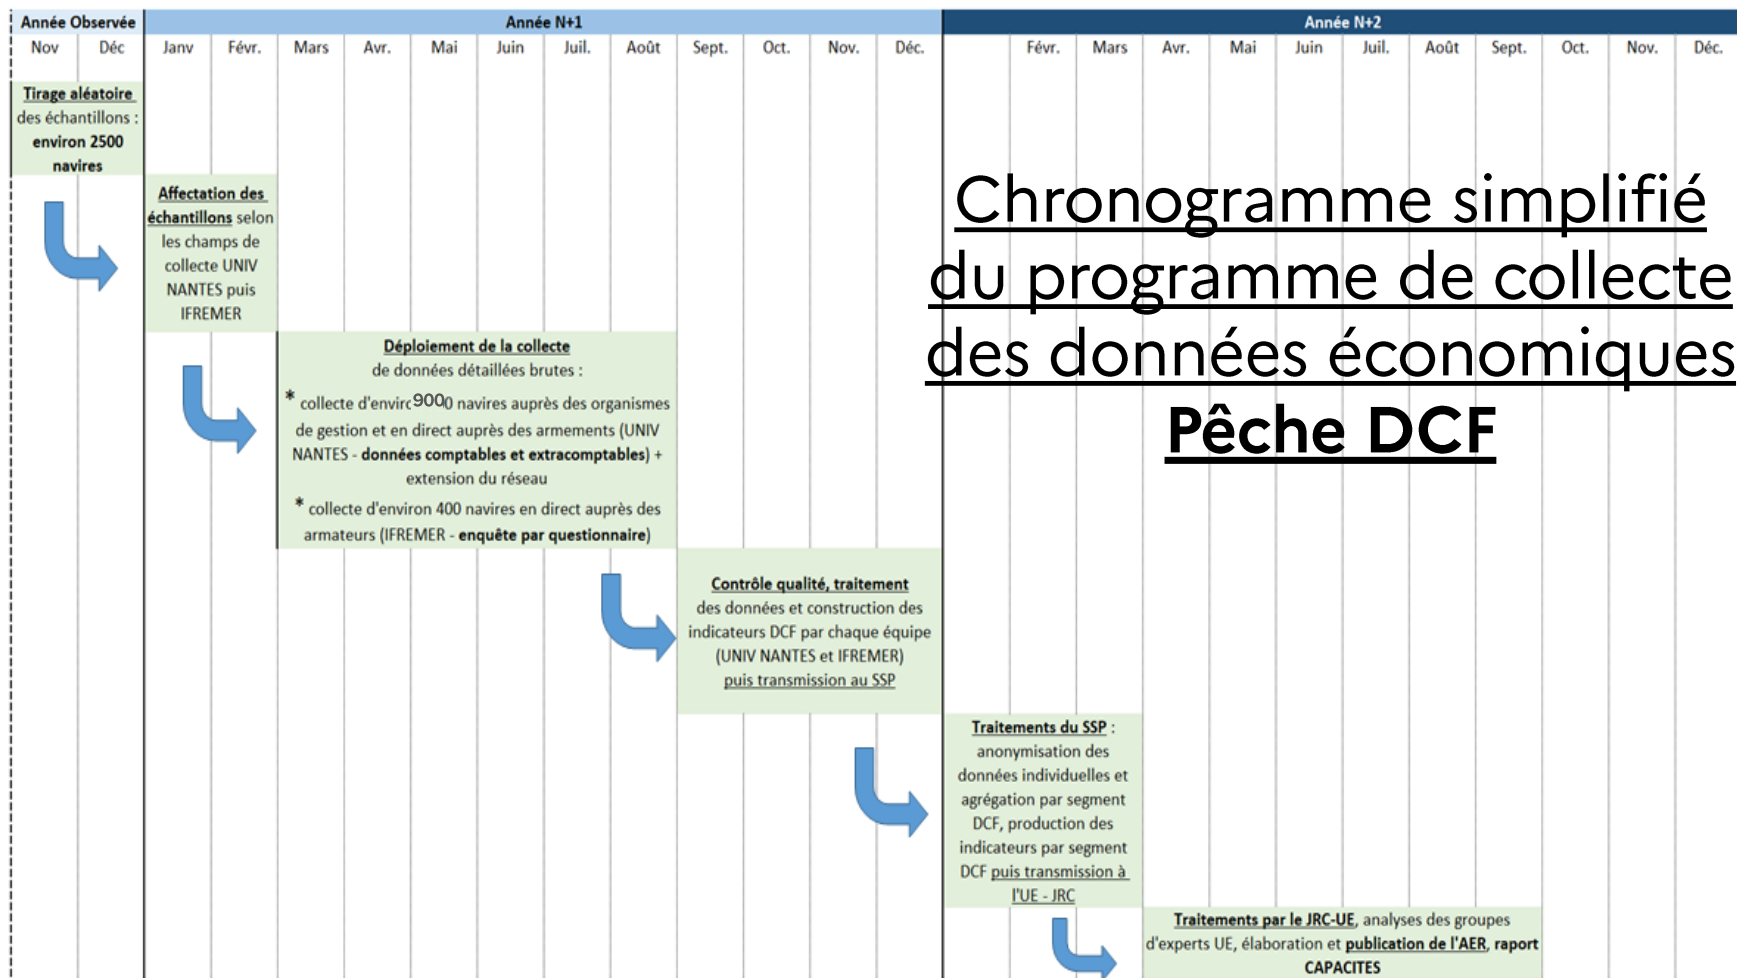 Année Observée Année N+1 Année N+2
Nov Déc Janv Févr. Mars Avr. Mai Juin Juil. Août Sept. Oct. Nov. Déc. Févr. Mars Avr. Mai Juin Juil. Août Sept. Oct. Nov. Déc.
Tirage aléatoire
des échantillons :
environ 2500
navires
Affectation des
échantillons selon
les champs de
collecte UNIV
NANTES puis
IFREMER
Chronogramme simplifié
du programme de collecte
des données économiques
Pêche DCF
Déploiement de la collecte
de données détaillées brutes :
* collecte d'envirc9000 navires auprès des organismes
de gestion et en direct auprès des armements (UNIV
NANTES - données comptables et extracomptables) +
extension du réseau
* collecte d'environ 400 navires en direct auprès des
armateurs (IFREMER - enquête par questionnaire)
Contrôle qualité, traitement
des données et construction des
indicateurs DCF par chaque équipe
(UNIV NANTES et IFREMER)
puis transmission au SSP
Traitements du SSP :
anonymisation des
données individuelles et
agrégation par segment
DCF, production des
indicateurs par segment
DCF puis transmission à
l'UE - JRC
Traitements par le JRC-UE, analyses des groupes
d'experts UE, élaboration et publication de l'AER, raport
CAPACITES